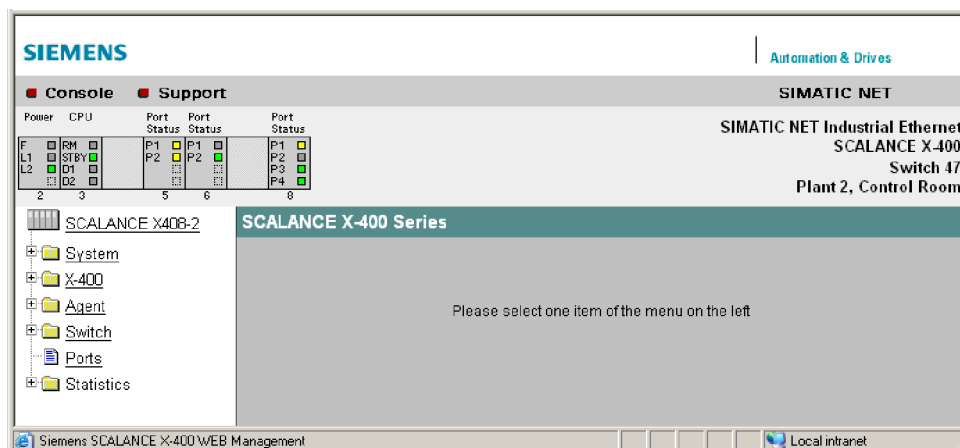 SIEMENS
Automation & Drives
Console Support SIMATIC NET
Power CPU Port Status Port Status Port Status
F RM P1 P1 P1
L1 STBY P2 P2 P2
L2 D1 P3
D2 P4
2 3 5 6 8
SIMATIC NET Industrial Ethernet
SCALANCE X-400
Switch 47
Plant 2, Control Room
SCALANCE X408-2
SCALANCE X-400 Series
System
X-400
Agent
Switch
Ports
Statistics
Please select one item of the menu on the left
Siemens SCALANCE X-400 WEB Management
Local intranet